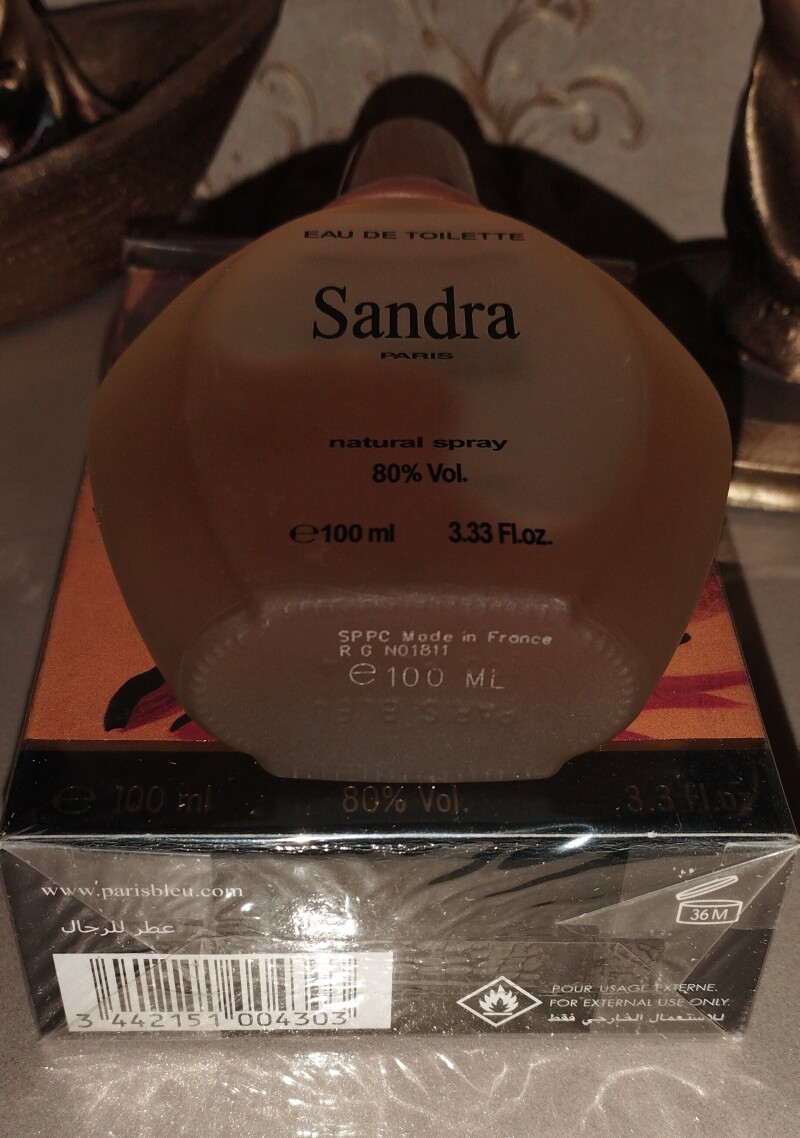 EAU DE TOILETTE
Sandra
PARIS
natural spray
80% Vol.
℮100 ml 3.33 Fl.oz.
SPPC Made in France
R G N01811
℮100 ML
℮ 100 ml 80% Vol. 3.3 Fl.oz
www.parisbleu.com
عطر للرجال
36 M
3 442151 004303
POUR USAGE EXTERNE.
FOR EXTERNAL USE ONLY.
للاستعمال الخارجي فقط